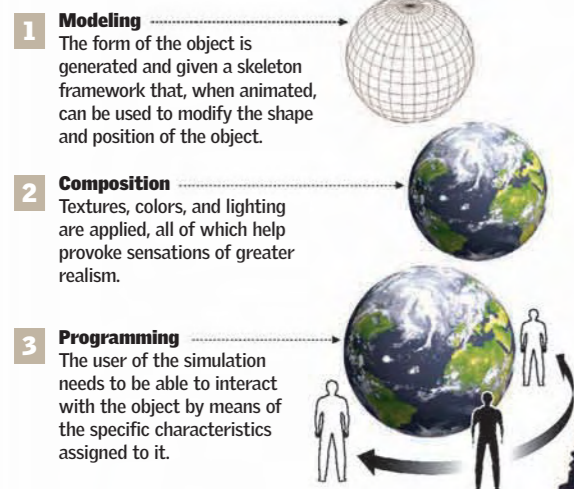 1 Modeling
The form of the object is
generated and given a skeleton
framework that, when animated,
can be used to modify the shape
and position of the object.
2 Composition
Textures, colors, and lighting
are applied, all of which help
provoke sensations of greater
realism.
3 Programming
The user of the simulation
needs to be able to interact
with the object by means of
the specific characteristics
assigned to it.